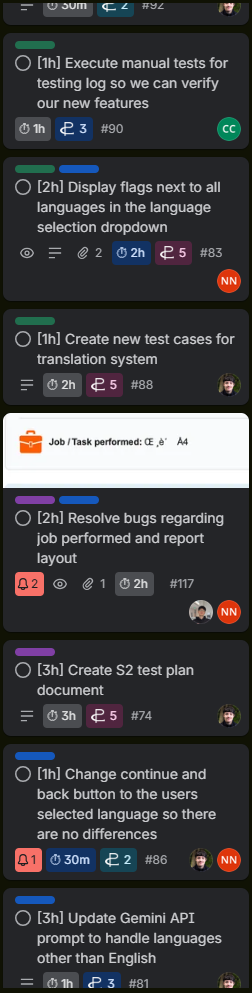 30m 2 #92
[1h] Execute manual tests for
testing log so we can verify
our new features
1h 3 #90
CC
[2h] Display flags next to all
languages in the language
selection dropdown
2 2h 5 #83
NN
[1h] Create new test cases for
translation system
2h 5 #88
Job / Task performed: Œ ¸è' À4
[2h] Resolve bugs regarding
job performed and report
layout
2 1 2h #117
NN
[3h] Create S2 test plan
document
3h 5 #74
[1h] Change continue and
back button to the users
selected language so there
are no differences
1 30m 2 #86
NN
[3h] Update Gemini API
prompt to handle languages
other than English
1h 3 #81